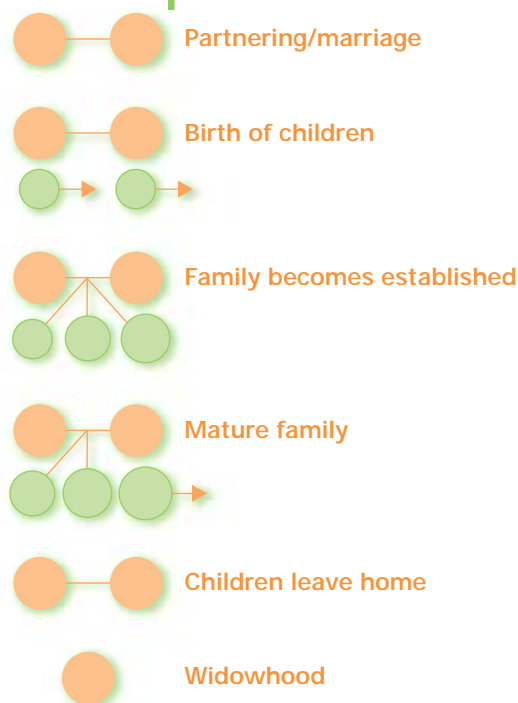 Partnering/marriage
Birth of children
Family becomes established
Mature family
Children leave home
Widowhood